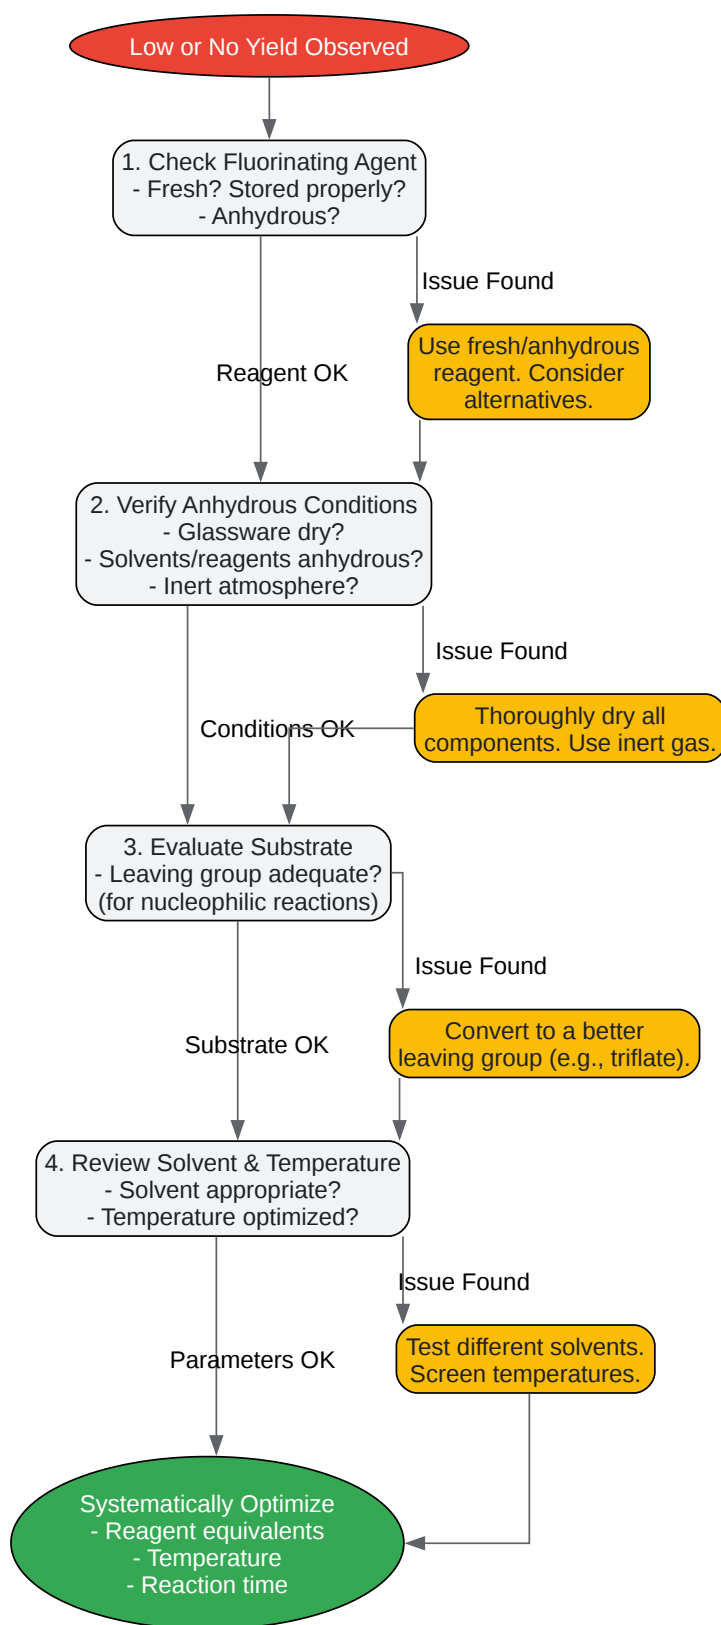 Low or No Yield Observed
1. Check Fluorinating Agent
- Fresh? Stored properly?
- Anhydrous?
Issue Found
Reagent OK
Use fresh/anhydrous
reagent. Consider
alternatives.
2. Verify Anhydrous Conditions
- Glassware dry?
- Solvents/reagents anhydrous?
- Inert atmosphere?
Issue Found
Conditions OK
Thoroughly dry all
components. Use inert gas.
3. Evaluate Substrate
- Leaving group adequate?
(for nucleophilic reactions)
Issue Found
Substrate OK
Convert to a better
leaving group (e.g., triflate).
4. Review Solvent & Temperature
- Solvent appropriate?
- Temperature optimized?
Issue Found
Parameters OK
Test different solvents.
Screen temperatures.
Systematically Optimize
- Reagent equivalents
- Temperature
- Reaction time